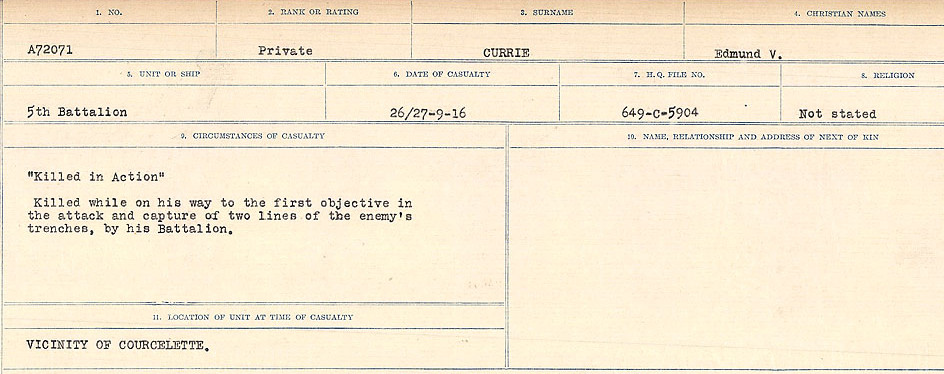 1. NO.
2. RANK OR RATING
3. SURNAME
4. CHRISTIAN NAMES
A72071
Private
CURRIE
Edmund V.
5. UNIT OR SHIP
6. DATE OF CASUALTY
7. H.Q. FILE NO.
8. RELIGION
5th Battalion
26/27-9-16
649-C-5904
Not stated
9. CIRCUMSTANCES OF CASUALTY
10. NAME, RELATIONSHIP AND ADDRESS OF NEXT OF KIN
"Killed in Action"
Killed while on his way to the first objective in
the attack and capture of two lines of the enemy's
trenches, by his Battalion.
11. LOCATION OF UNIT AT TIME OF CASUALTY
VICINITY OF COURCELETTE.